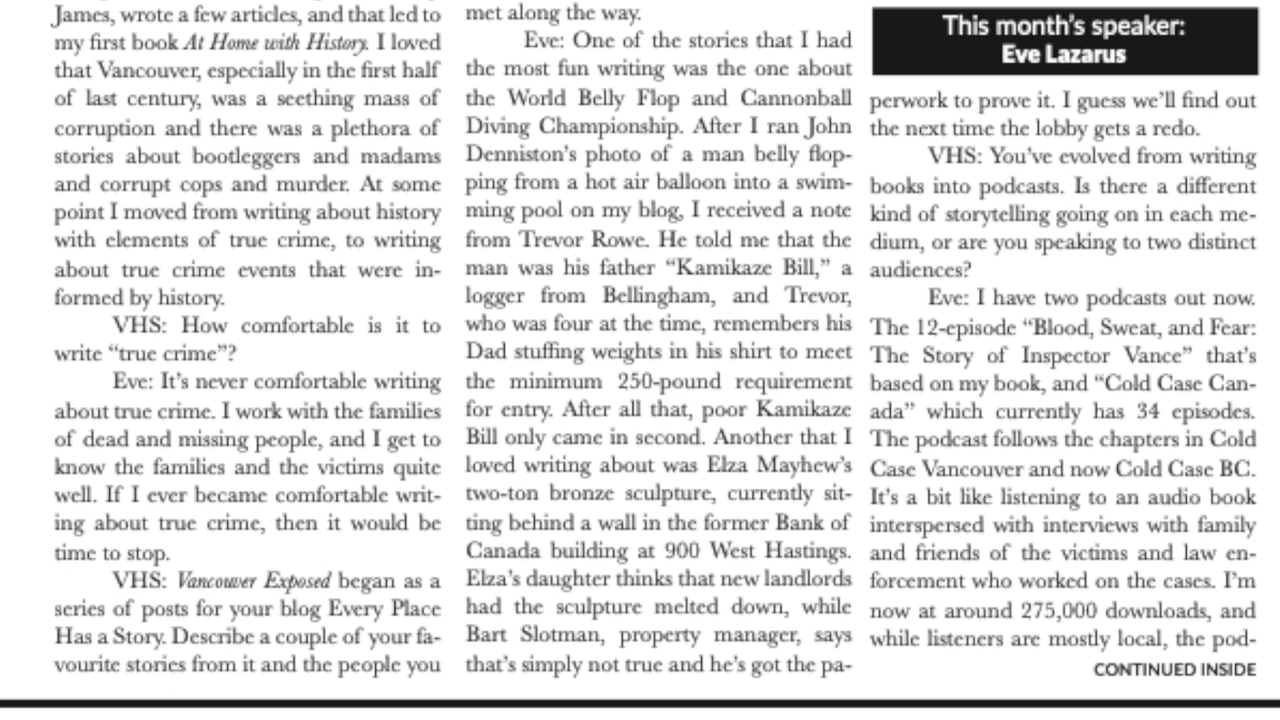 James, wrote a few articles, and that led to
my first book At Home with History. I loved
that Vancouver, especially in the first half
of last century, was a seething mass of
corruption and there was a plethora of
stories about bootleggers and madams
and corrupt cops and murder. At some
point I moved from writing about history
with elements of true crime, to writing
about true crime events that were in-
formed by history.
VHS: How comfortable is it to
write “true crime”?
Eve: It’s never comfortable writing
about true crime. I work with the families
of dead and missing people, and I get to
know the families and the victims quite
well. If I ever became comfortable writ-
ing about true crime, then it would be
time to stop.
VHS: Vancouver Exposed began as a
series of posts for your blog Every Place
Has a Story. Describe a couple of your fa-
vourite stories from it and the people you
met along the way.
Eve: One of the stories that I had
the most fun writing was the one about
the World Belly Flop and Cannonball
Diving Championship. After I ran John
Denniston’s photo of a man belly flop-
ping from a hot air balloon into a swim-
ming pool on my blog, I received a note
from Trevor Rowe. He told me that the
man was his father “Kamikaze Bill,” a
logger from Bellingham, and Trevor,
who was four at the time, remembers his
Dad stuffing weights in his shirt to meet
the minimum 250-pound requirement
for entry. After all that, poor Kamikaze
Bill only came in second. Another that I
loved writing about was Elza Mayhew’s
two-ton bronze sculpture, currently sit-
ting behind a wall in the former Bank of
Canada building at 900 West Hastings.
Elza’s daughter thinks that new landlords
had the sculpture melted down, while
Bart Slotman, property manager, says
that’s simply not true and he’s got the pa-
This month’s speaker:
Eve Lazarus
perwork to prove it. I guess we’ll find out
the next time the lobby gets a redo.
VHS: You’ve evolved from writing
books into podcasts. Is there a different
kind of storytelling going on in each me-
dium, or are you speaking to two distinct
audiences?
Eve: I have two podcasts out now.
The 12-episode “Blood, Sweat, and Fear:
The Story of Inspector Vance” that’s
based on my book, and “Cold Case Can-
ada” which currently has 34 episodes.
The podcast follows the chapters in Cold
Case Vancouver and now Cold Case BC.
It’s a bit like listening to an audio book
interspersed with interviews with family
and friends of the victims and law en-
forcement who worked on the cases. I’m
now at around 275,000 downloads, and
while listeners are mostly local, the pod-
CONTINUED INSIDE